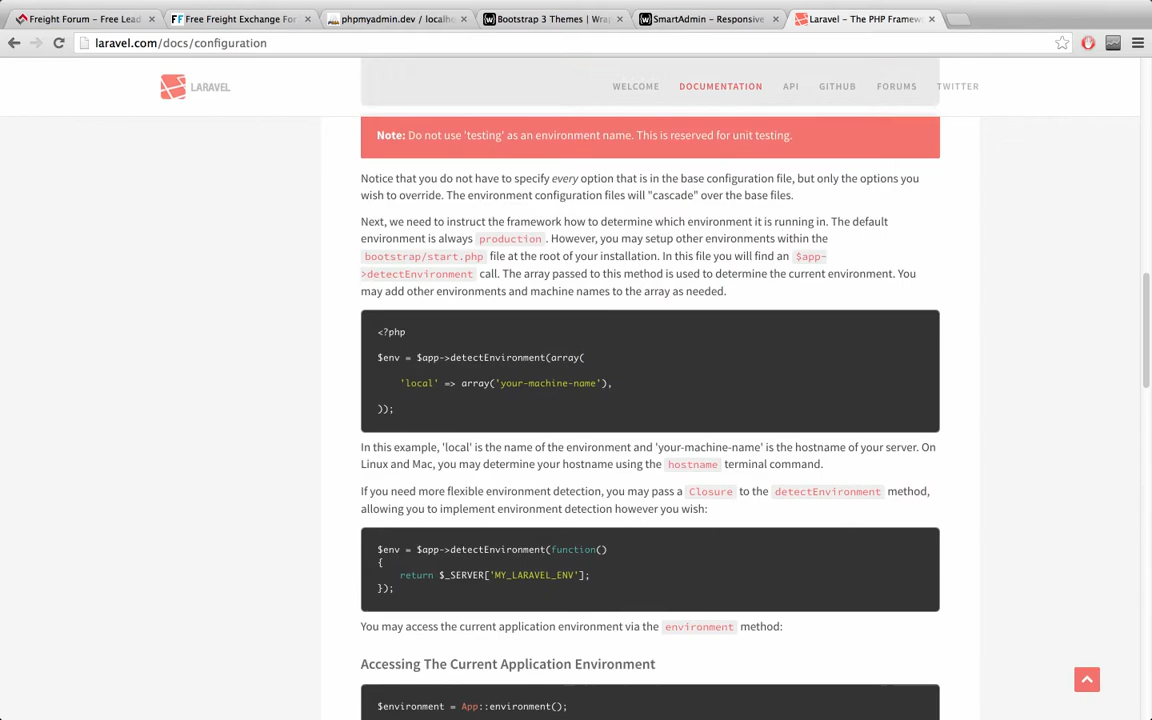 Freight Forum – Free Lead
Free Freight Exchange For
phpmyadmin.dev / localho
Bootstrap 3 Themes | Wrap
SmartAdmin – Responsive
Laravel – The PHP Framew
laravel.com/docs/configuration
LARAVEL
WELCOME
DOCUMENTATION
API
GITHUB
FORUMS
TWITTER
Note: Do not use 'testing' as an environment name. This is reserved for unit testing.
Notice that you do not have to specify every option that is in the base configuration file, but only the options you
wish to override. The environment configuration files will "cascade" over the base files.
Next, we need to instruct the framework how to determine which environment it is running in. The default
environment is always production. However, you may setup other environments within the
bootstrap/start.php file at the root of your installation. In this file you will find an $app-
>detectEnvironment call. The array passed to this method is used to determine the current environment. You
may add other environments and machine names to the array as needed.
<?php
$env = $app->detectEnvironment(array(
'local' => array('your-machine-name'),
));
In this example, 'local' is the name of the environment and 'your-machine-name' is the hostname of your server. On
Linux and Mac, you may determine your hostname using the hostname terminal command.
If you need more flexible environment detection, you may pass a Closure to the detectEnvironment method,
allowing you to implement environment detection however you wish:
$env = $app->detectEnvironment(function()
{
return $_SERVER['MY_LARAVEL_ENV'];
});
You may access the current application environment via the environment method:
Accessing The Current Application Environment
$environment = App::environment();